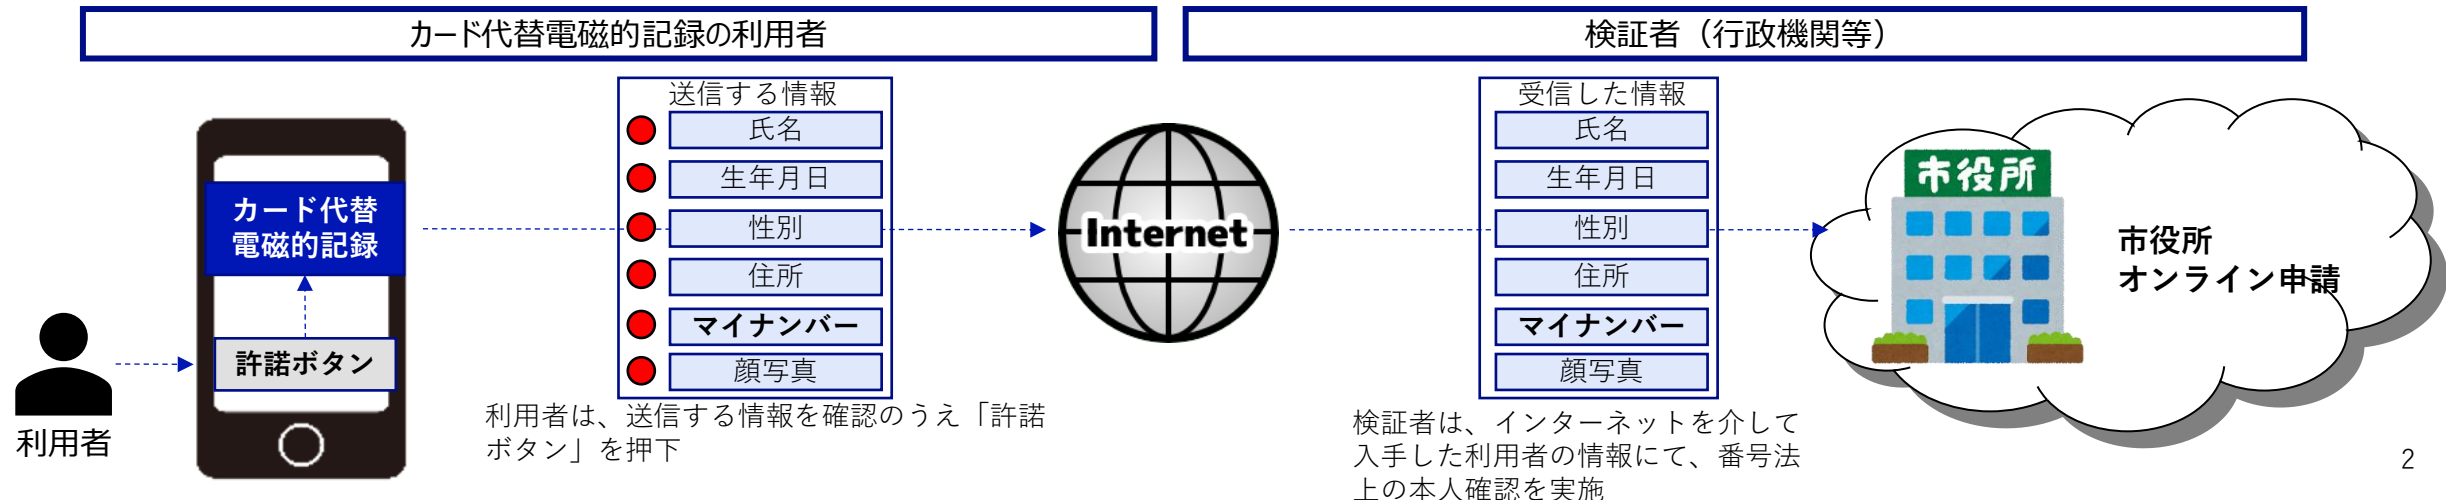 カード代替電磁的記録の利用者
検証者（行政機関等）
カード代替
電磁的記録
許諾ボタン
利用者
送信する情報
氏名
生年月日
性別
住所
マイナンバー
顔写真
利用者は、送信する情報を確認のうえ「許諾
ボタン」を押下
Internet
受信した情報
氏名
生年月日
性別
住所
マイナンバー
顔写真
検証者は、インターネットを介して
入手した利用者の情報にて、番号法
上の本人確認を実施
市役所
市役所
オンライン申請
2